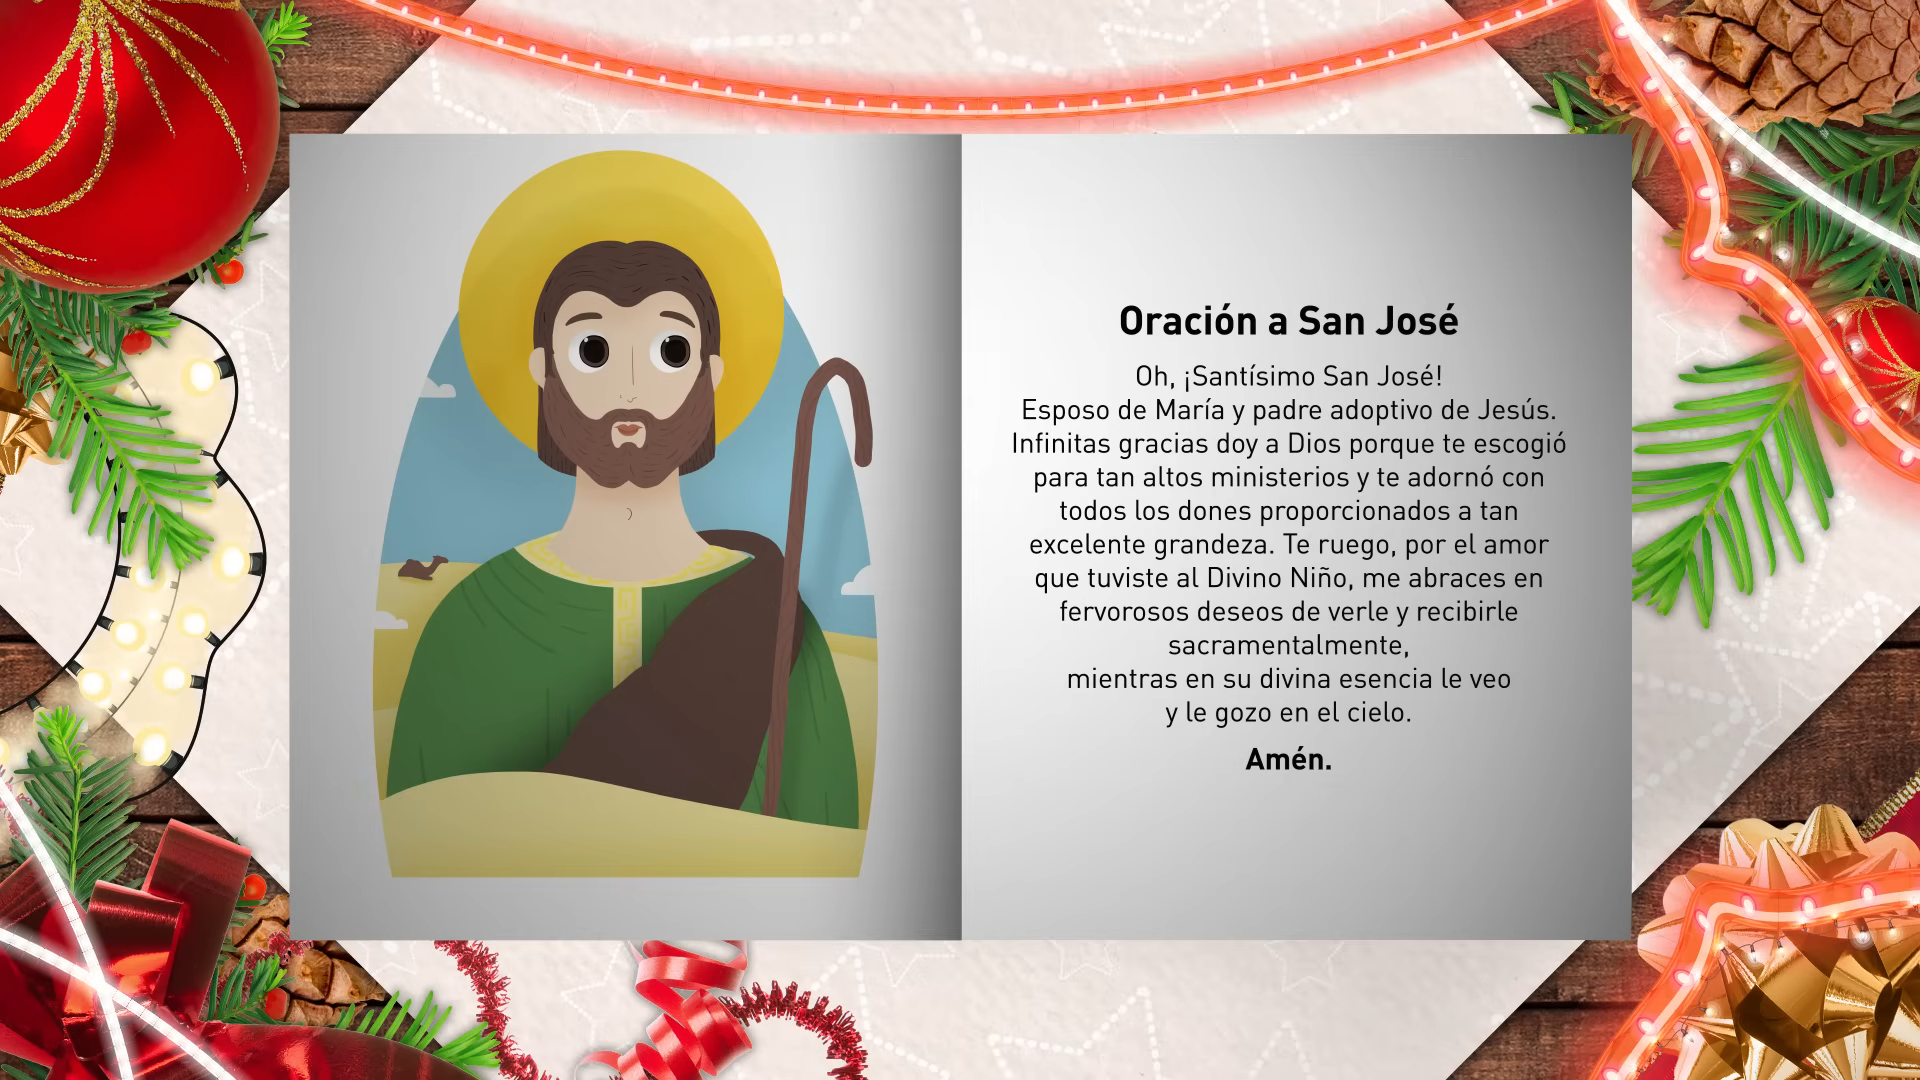 Oración a San José
Oh, ¡Santísimo San José!
Esposo de María y padre adoptivo de Jesús.
Infinitas gracias doy a Dios porque te escogió
para tan altos ministerios y te adornó con
todos los dones proporcionados a tan
excelente grandeza. Te ruego, por el amor
que tuviste al Divino Niño, me abraces en
fervorosos deseos de verle y recibirle
sacramentalmente,
mientras en su divina esencia le veo
y le gozo en el cielo.
Amén.